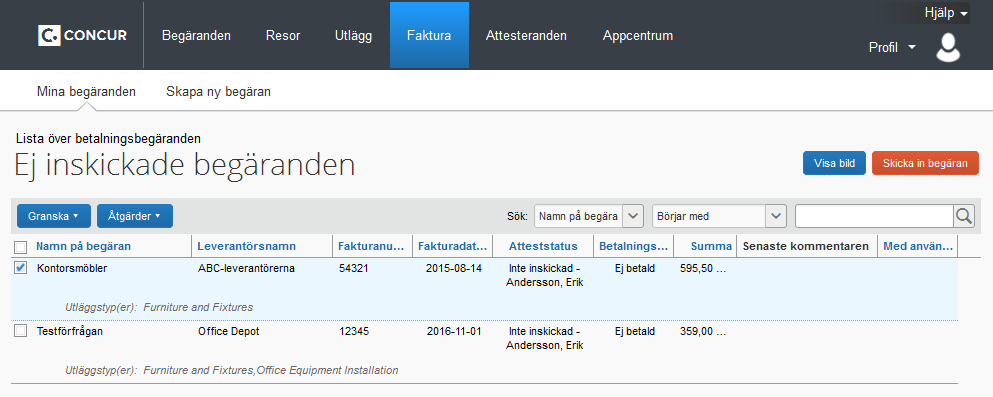 Hjälp
C. CONCUR Begäranden Resor Utlägg Faktura Attesteranden Appcentrum Profil
Mina begäranden Skapa ny begäran
Lista över betalningsbegäranden
Ej inskickade begäranden Visa bild Skicka in begäran
Granska Åtgärder Sök: Namn på begära Börjar med
Namn på begäran Leverantörsnamn Fakturanu... Fakturadat... Atteststatus Betalnings... Summa Senaste kommentaren Med använ...
Kontorsmöbler ABC-leverantörerna 54321 2015-08-14 Inte inskickad - Ej betald 595,50 ...
Andersson, Erik
Utläggstyp(er): Furniture and Fixtures
Testförfrågan Office Depot 12345 2016-11-01 Inte inskickad - Ej betald 359,00 ...
Andersson, Erik
Utläggstyp(er): Furniture and Fixtures,Office Equipment Installation